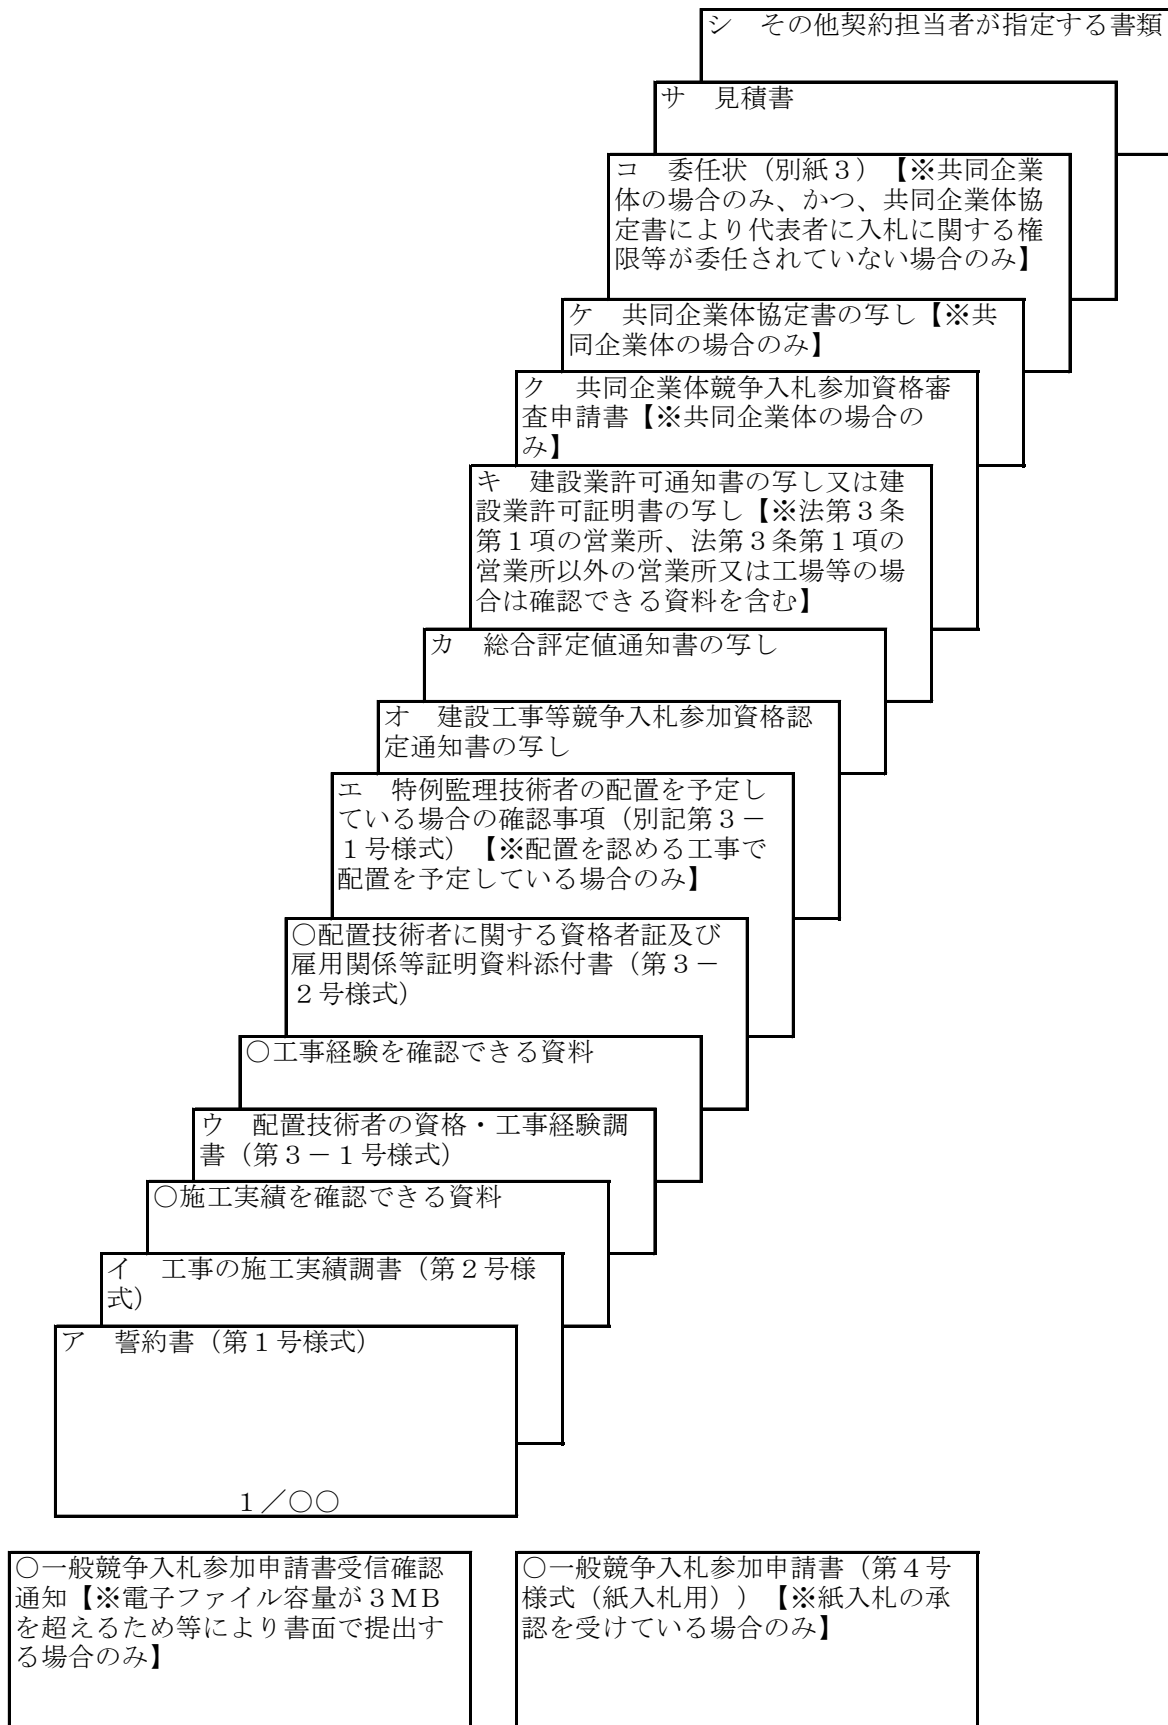 シ　その他契約担当者が指定する書類
サ　見積書
コ　委任状（別紙３）【※共同企業
体の場合のみ、かつ、共同企業体協
定書により代表者に入札に関する権
限等が委任されていない場合のみ】
ケ　共同企業体協定書の写し【※共
同企業体の場合のみ】
ク　共同企業体競争入札参加資格審
査申請書【※共同企業体の場合の
み】
キ　建設業許可通知書の写し又は建
設業許可証明書の写し【※法第３条
第１項の営業所、法第３条第１項の
営業所以外の営業所又は工場等の場
合は確認できる資料を含む】
カ　総合評定値通知書の写し
オ　建設工事等競争入札参加資格認
定通知書の写し
エ　特例監理技術者の配置を予定し
ている場合の確認事項（別記第３－
１号様式）【※配置を認める工事で
配置を予定している場合のみ】
○配置技術者に関する資格者証及び
雇用関係等証明資料添付書（第３－
２号様式）
○工事経験を確認できる資料
ウ　配置技術者の資格・工事経験調
書（第３－１号様式）
○施工実績を確認できる資料
イ　工事の施工実績調書（第２号様
式）
ア　誓約書（第１号様式）
１／○○
○一般競争入札参加申請書受信確認
通知【※電子ファイル容量が３ＭＢ
を超えるため等により書面で提出す
る場合のみ】
○一般競争入札参加申請書（第４号
様式（紙入札用））【※紙入札の承
認を受けている場合のみ】